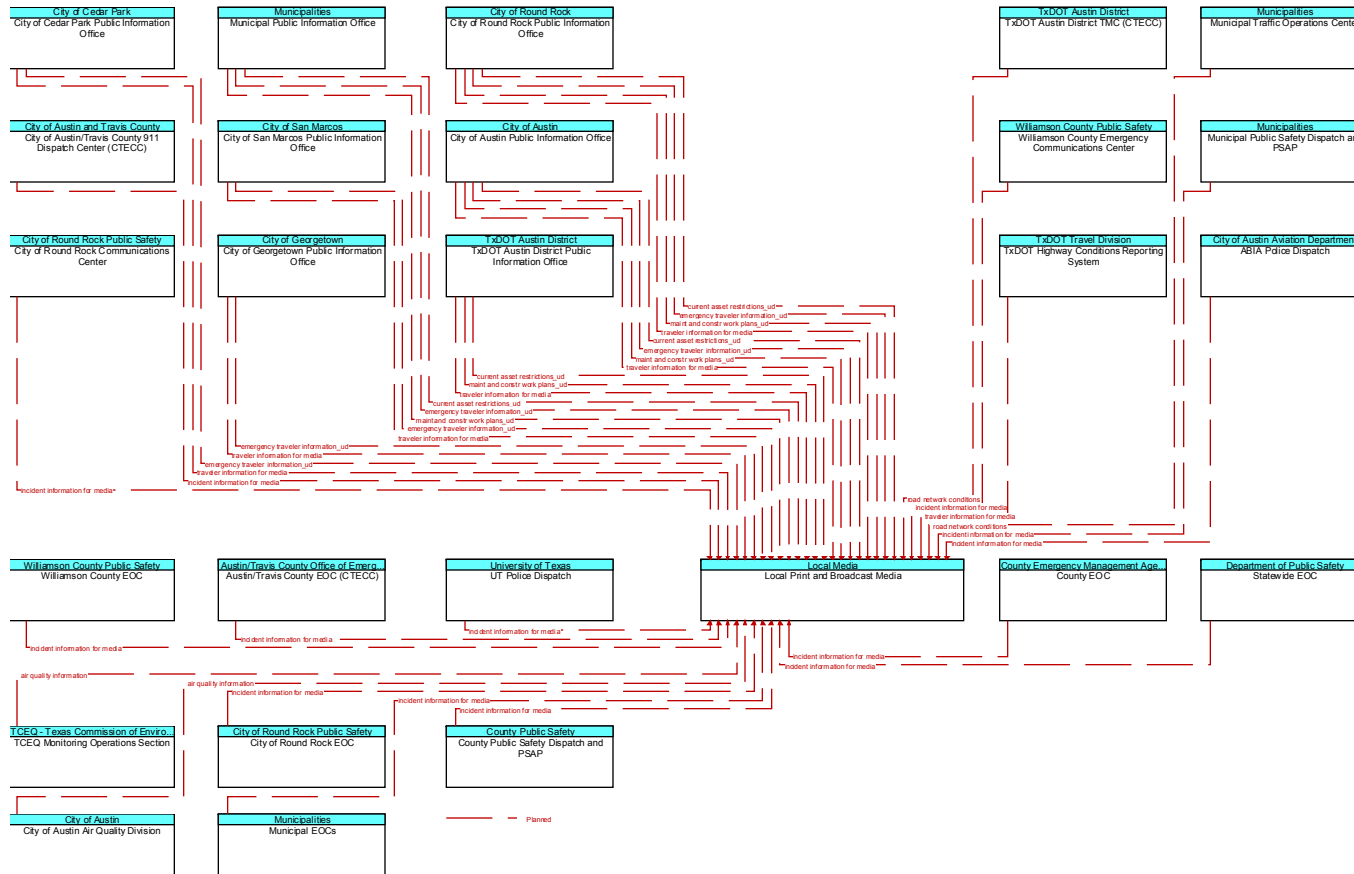 City of Cedar Park
City of Cedar Park Public Information
Office
Municipalities
Municipal Public Information Office
City of Round Rock
City of Round Rock Public Information
Office
TxDOT Austin District
TxDOT Austin District TMC (CTECC)
Municipalities
Municipal Traffic Operations Cente
City of Austin and Travis County
City of Austin/Travis County 911
Dispatch Center (CTECC)
City of San Marcos
City of San Marcos Public Information
Office
City of Austin
City of Austin Public Information Office
Williamson County Public Safety
Williamson County Emergency
Communications Center
Municipalities
Municipal Public Safety Dispatch an
PSAP
City of Round Rock Public Safety
City of Round Rock Communications
Center
City of Georgetown
City of Georgetown Public Information
Office
TxDOT Austin District
TxDOT Austin District Public
Information Office
TxDOT Travel Division
TxDOT Highway Conditions Reporting
System
City of Austin Aviation Departmen
ABIA Police Dispatch
current asset restrictions_ud
emergency traveler information_ud
maint and constr work plans_ud
traveler information for media
current asset restrictions_ud
emergency traveler information_ud
maint and constr work plans_ud
traveler information for media
current asset restrictions_ud
maint and constr work plans_ud
traveler information for media
current asset restrictions_ud
emergency traveler information_ud
maint and constr work plans_ud
emergency traveler information_ud
traveler information for media
emergency traveler information_ud
traveler information for media
emergency traveler information_ud
traveler information for media
incident information for media
incident information for media*
road network conditions
incident information for media
traveler information for media
road network conditions
incident information for media
incident information for media
Williamson County Public Safety
Williamson County EOC
Austin/Travis County Office of Emerg...
Austin/Travis County EOC (CTECC)
University of Texas
UT Police Dispatch
Local Media
Local Print and Broadcast Media
County Emergency Management Age...
County EOC
Department of Public Safety
Statewide EOC
incident information for media*
incident information for media
incident information for media
incident information for media
incident information for media
air quality information
air quality information
incident information for media
incident information for media
incident information for media
TCEQ - Texas Commission of Enviro...
TCEQ Monitoring Operations Section
City of Round Rock Public Safety
City of Round Rock EOC
County Public Safety
County Public Safety Dispatch and
PSAP
City of Austin
City of Austin Air Quality Division
Municipalities
Municipal EOCs
Planned